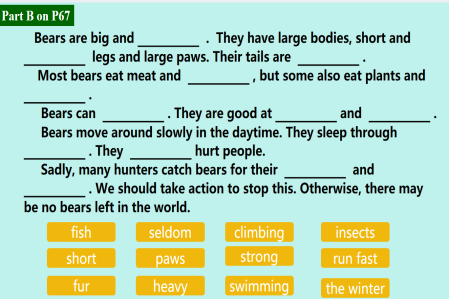 Part B on P67
Bears are big and __________ . They have large bodies, short and
__________ legs and large paws. Their tails are __________ .
Most bears eat meat and __________ , but some also eat plants and
__________ .
Bears can __________ . They are good at __________ and __________ .
Bears move around slowly in the daytime. They sleep through
__________ . They __________ hurt people.
Sadly, many hunters catch bears for their __________ and
__________ . We should take action to stop this. Otherwise, there may
be no bears left in the world.
fish seldom climbing insects
short paws strong run fast
fur heavy swimming the winter